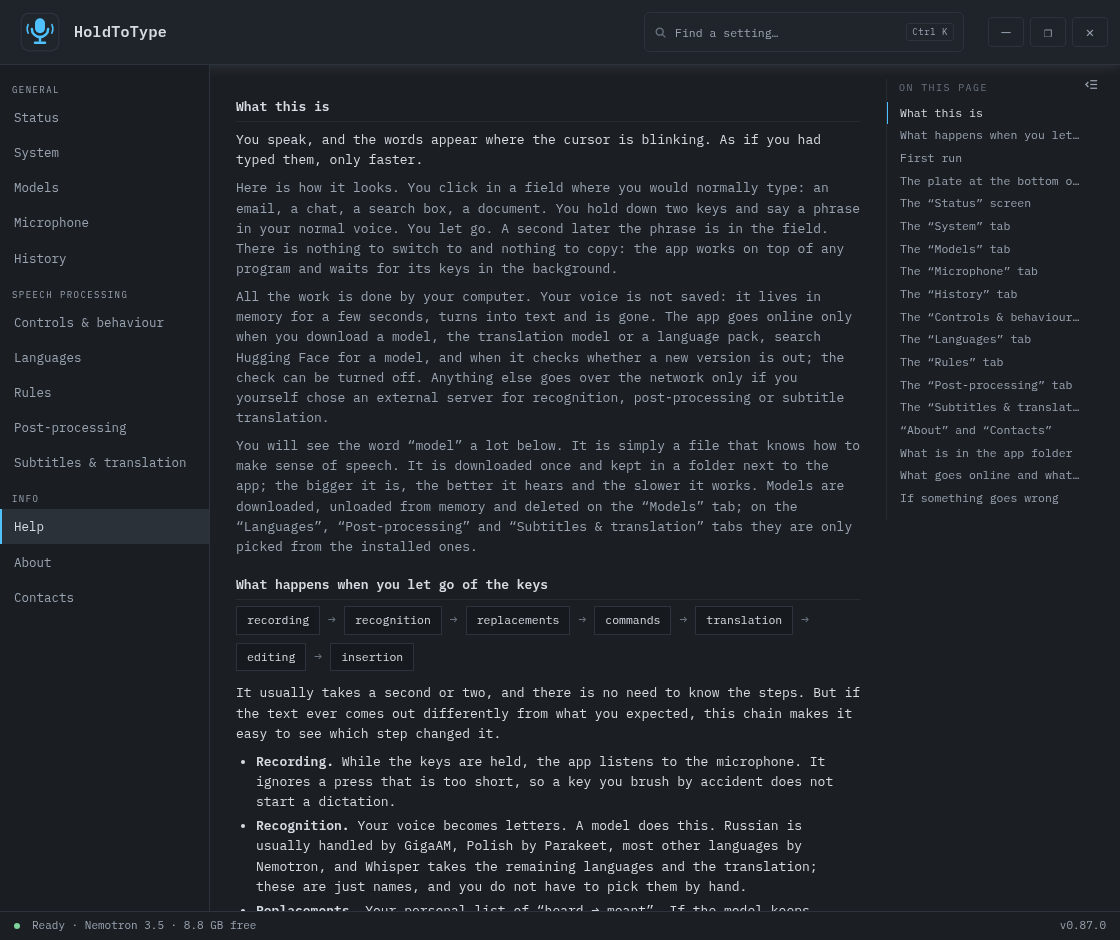 HoldToType
Find a setting…
Ctrl K
GENERAL
Status
System
Models
Microphone
History
SPEECH PROCESSING
Controls & behaviour
Languages
Rules
Post-processing
Subtitles & translation
INFO
Help
About
Contacts
What this is
You speak, and the words appear where the cursor is blinking. As if you had
typed them, only faster.
Here is how it looks. You click in a field where you would normally type: an
email, a chat, a search box, a document. You hold down two keys and say a phrase
in your normal voice. You let go. A second later the phrase is in the field.
There is nothing to switch to and nothing to copy: the app works on top of any
program and waits for its keys in the background.
All the work is done by your computer. Your voice is not saved: it lives in
memory for a few seconds, turns into text and is gone. The app goes online only
when you download a model, the translation model or a language pack, search
Hugging Face for a model, and when it checks whether a new version is out; the
check can be turned off. Anything else goes over the network only if you
yourself chose an external server for recognition, post-processing or subtitle
translation.
You will see the word “model” a lot below. It is simply a file that knows how to
make sense of speech. It is downloaded once and kept in a folder next to the
app; the bigger it is, the better it hears and the slower it works. Models are
downloaded, unloaded from memory and deleted on the “Models” tab; on the
“Languages”, “Post-processing” and “Subtitles & translation” tabs they are only
picked from the installed ones.
What happens when you let go of the keys
recording → recognition → replacements → commands → translation →
editing → insertion
It usually takes a second or two, and there is no need to know the steps. But if
the text ever comes out differently from what you expected, this chain makes it
easy to see which step changed it.
• Recording. While the keys are held, the app listens to the microphone. It
ignores a press that is too short, so a key you brush by accident does not
start a dictation.
• Recognition. Your voice becomes letters. A model does this. Russian is
usually handled by GigaAM, Polish by Parakeet, most other languages by
Nemotron, and Whisper takes the remaining languages and the translation;
these are just names, and you do not have to pick them by hand.
• Replacements. Your personal list of “heard → meant”. If the model keeps
ON THIS PAGE
What this is
What happens when you let…
First run
The plate at the bottom o…
The “Status” screen
The “System” tab
The “Models” tab
The “Microphone” tab
The “History” tab
The “Controls & behaviour…
The “Languages” tab
The “Rules” tab
The “Post-processing” tab
The “Subtitles & translat…
“About” and “Contacts”
What is in the app folder
What goes online and what…
If something goes wrong
Ready · Nemotron 3.5 · 8.8 GB free
v0.87.0